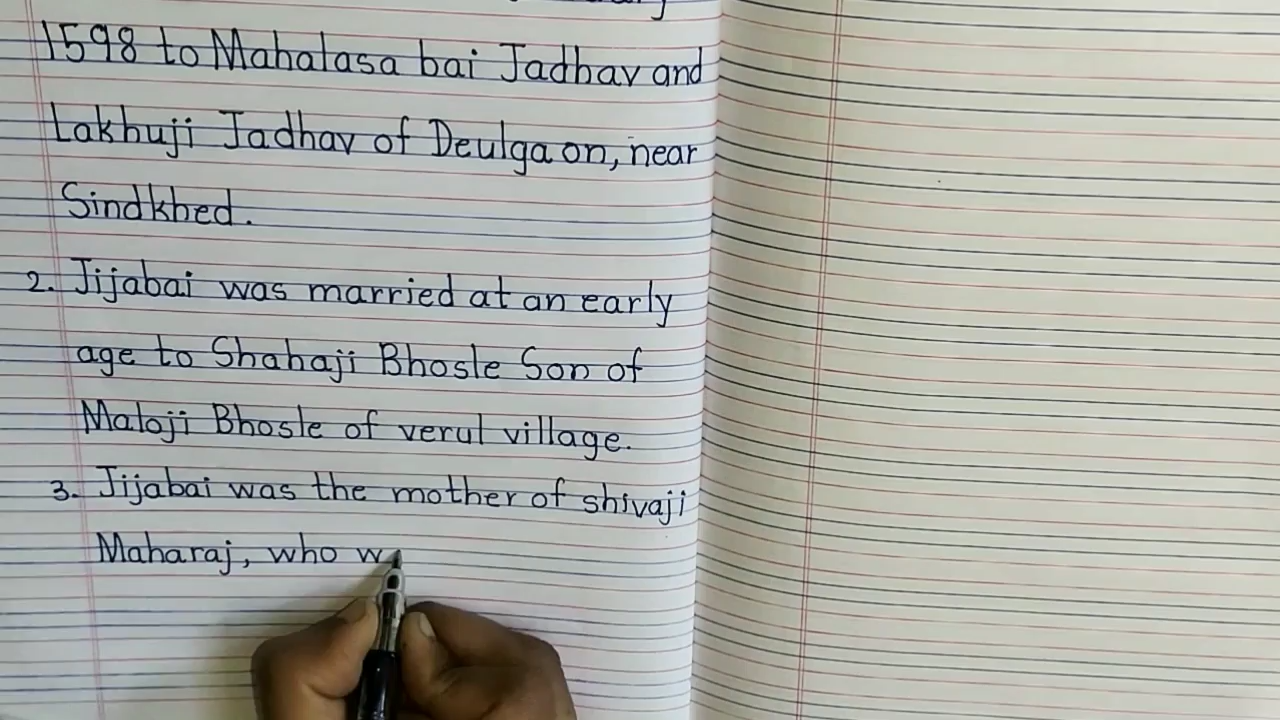 1598 to Mahalasa bai Jadhav and
Lakhuji Jadhav of Deulgaon, near
Sindkhed.
2. Jijabai was married at an early
age to Shahaji Bhosle Son of
Maloji Bhosle of verul village.
3. Jijabai was the mother of shivaji
Maharaj, who w